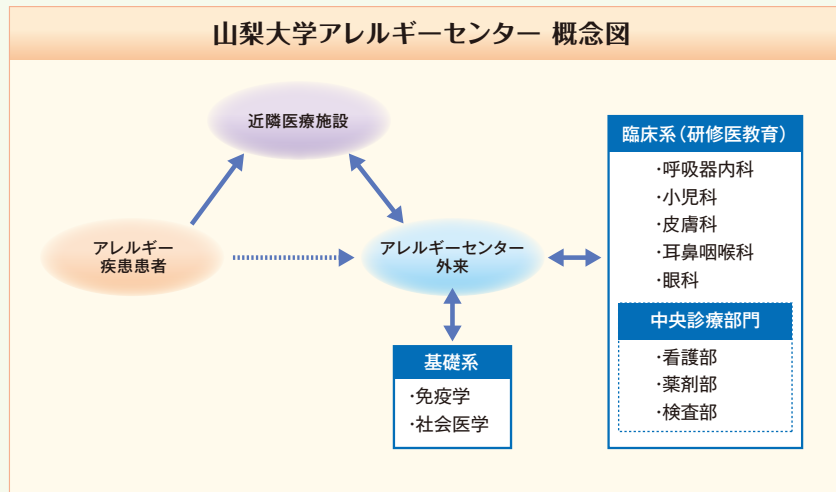 山梨大学アレルギーセンター 概念図
近隣医療施設
アレルギー
疾患患者
アレルギーセンター
外来
基礎系
・免疫学
・社会医学
臨床系（研修医教育）
・呼吸器内科
・小児科
・皮膚科
・耳鼻咽喉科
・眼科
中央診療部門
・看護部
・薬剤部
・検査部